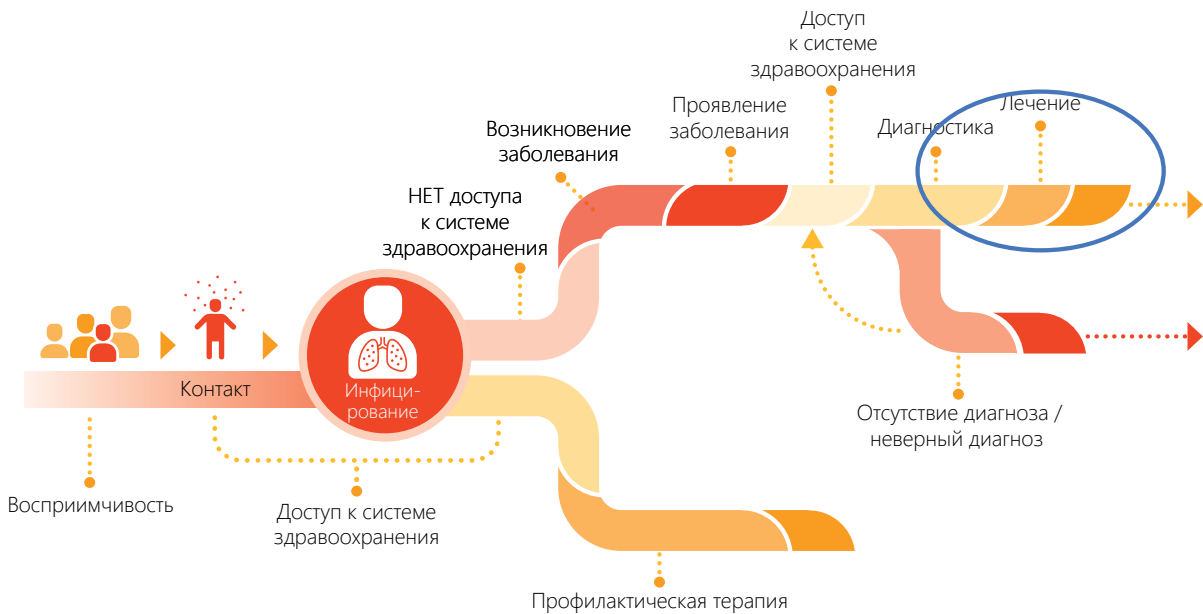 Доступ
к системе
здравоохранения
Проявление
заболевания
Лечение
Диагностика
Возникновение
заболевания
НЕТ доступа
к системе
здравоохранения
Контакт
Инфици-
рование
Отсутствие диагноза /
неверный диагноз
Восприимчивость
Доступ к системе
здравоохранения
Профилактическая терапия